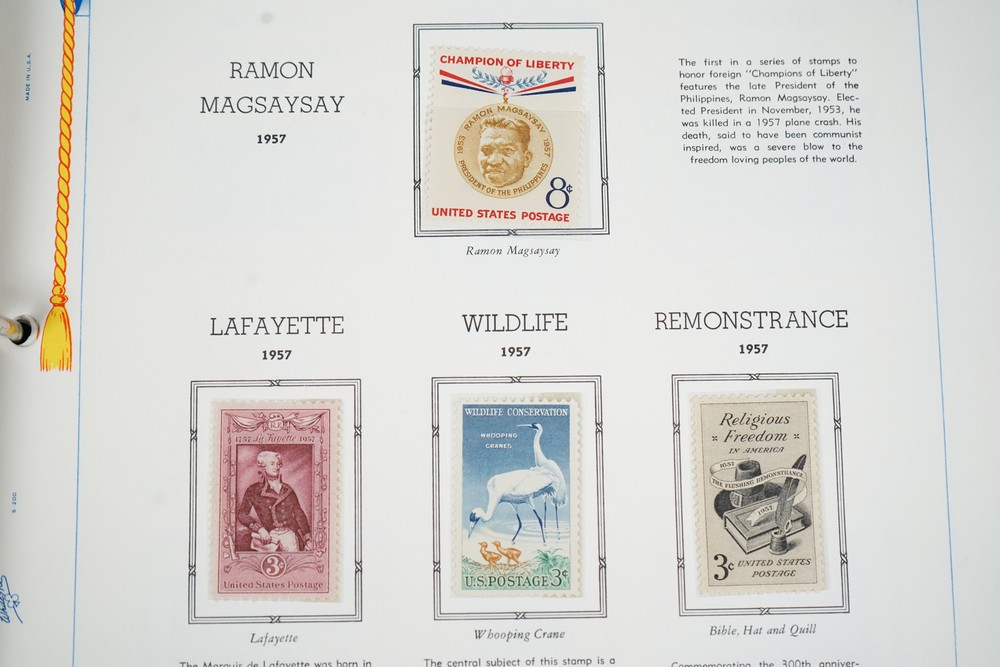 MADE IN U.S.A.
RAMON
MAGSAYSAY
1957
CHAMPION OF LIBERTY
RAMON MAGSAYSAY
1953 1957
PRESIDENT OF THE PHILIPPINES
8¢
UNITED STATES POSTAGE
Ramon Magsaysay
The first in a series of stamps to
honor foreign "Champions of Liberty"
features the late President of the
Philippines, Ramon Magsaysay. Elec-
ted President in November, 1953, he
was killed in a 1957 plane crash. His
death, said to have been communist
inspired, was a severe blow to the
freedom loving peoples of the world.
LAFAYETTE
1957
R.F.
1757 La Fayette 1957
3¢
United States Postage
Lafayette
The Marquis de Lafayette was born in
WILDLIFE
1957
WILDLIFE CONSERVATION
WHOOPING
CRANES
U.S. POSTAGE 3¢
Whooping Crane
The central subject of this stamp is a
REMONSTRANCE
1957
Religious
Freedom
IN AMERICA
1657
THE FLUSHING REMONSTRANCE
1957
3¢ UNITED STATES
POSTAGE
Bible, Hat and Quill
Commemorating the 300th anniver-